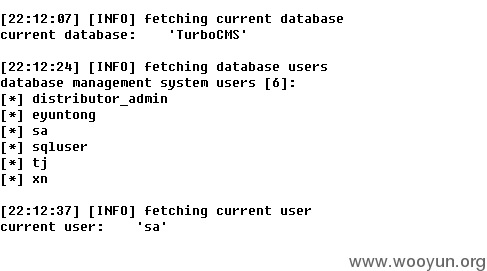 [22:12:07] [INFO] fetching current database
current database:    'TurboCMS'
[22:12:24] [INFO] fetching database users
database management system users [6]:
[*] distributor_admin
[*] eyuntong
[*] sa
[*] sqluser
[*] tj
[*] xn
[22:12:37] [INFO] fetching current user
current user:    'sa'
www.wooyun.org